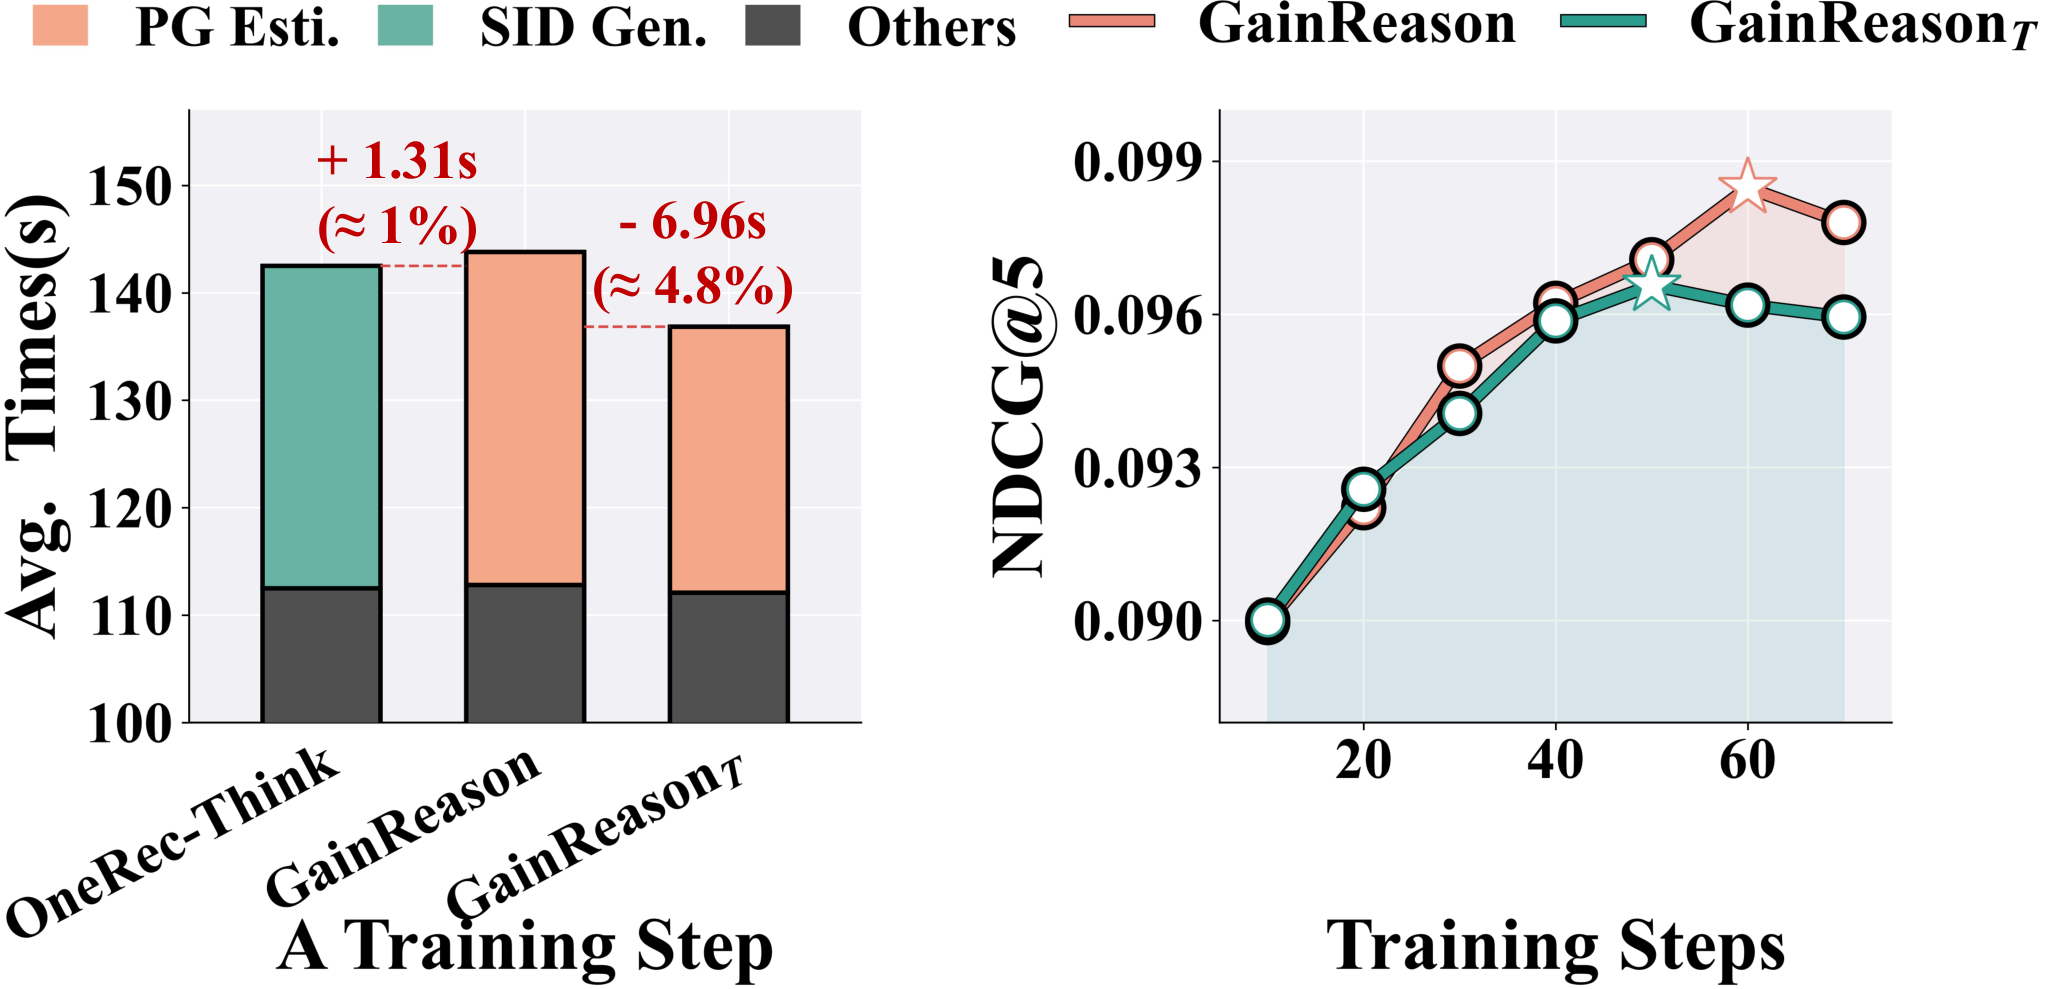 PG Esti. SID Gen. Others GainReason GainReason_T
Avg. Times(s)
150
140
130
120
110
100
+ 1.31s
(≈ 1%)
- 6.96s
(≈ 4.8%)
OneRec-Think
GainReason
GainReason_T
A Training Step
NDCG@5
0.099
0.096
0.093
0.090
20 40 60
Training Steps